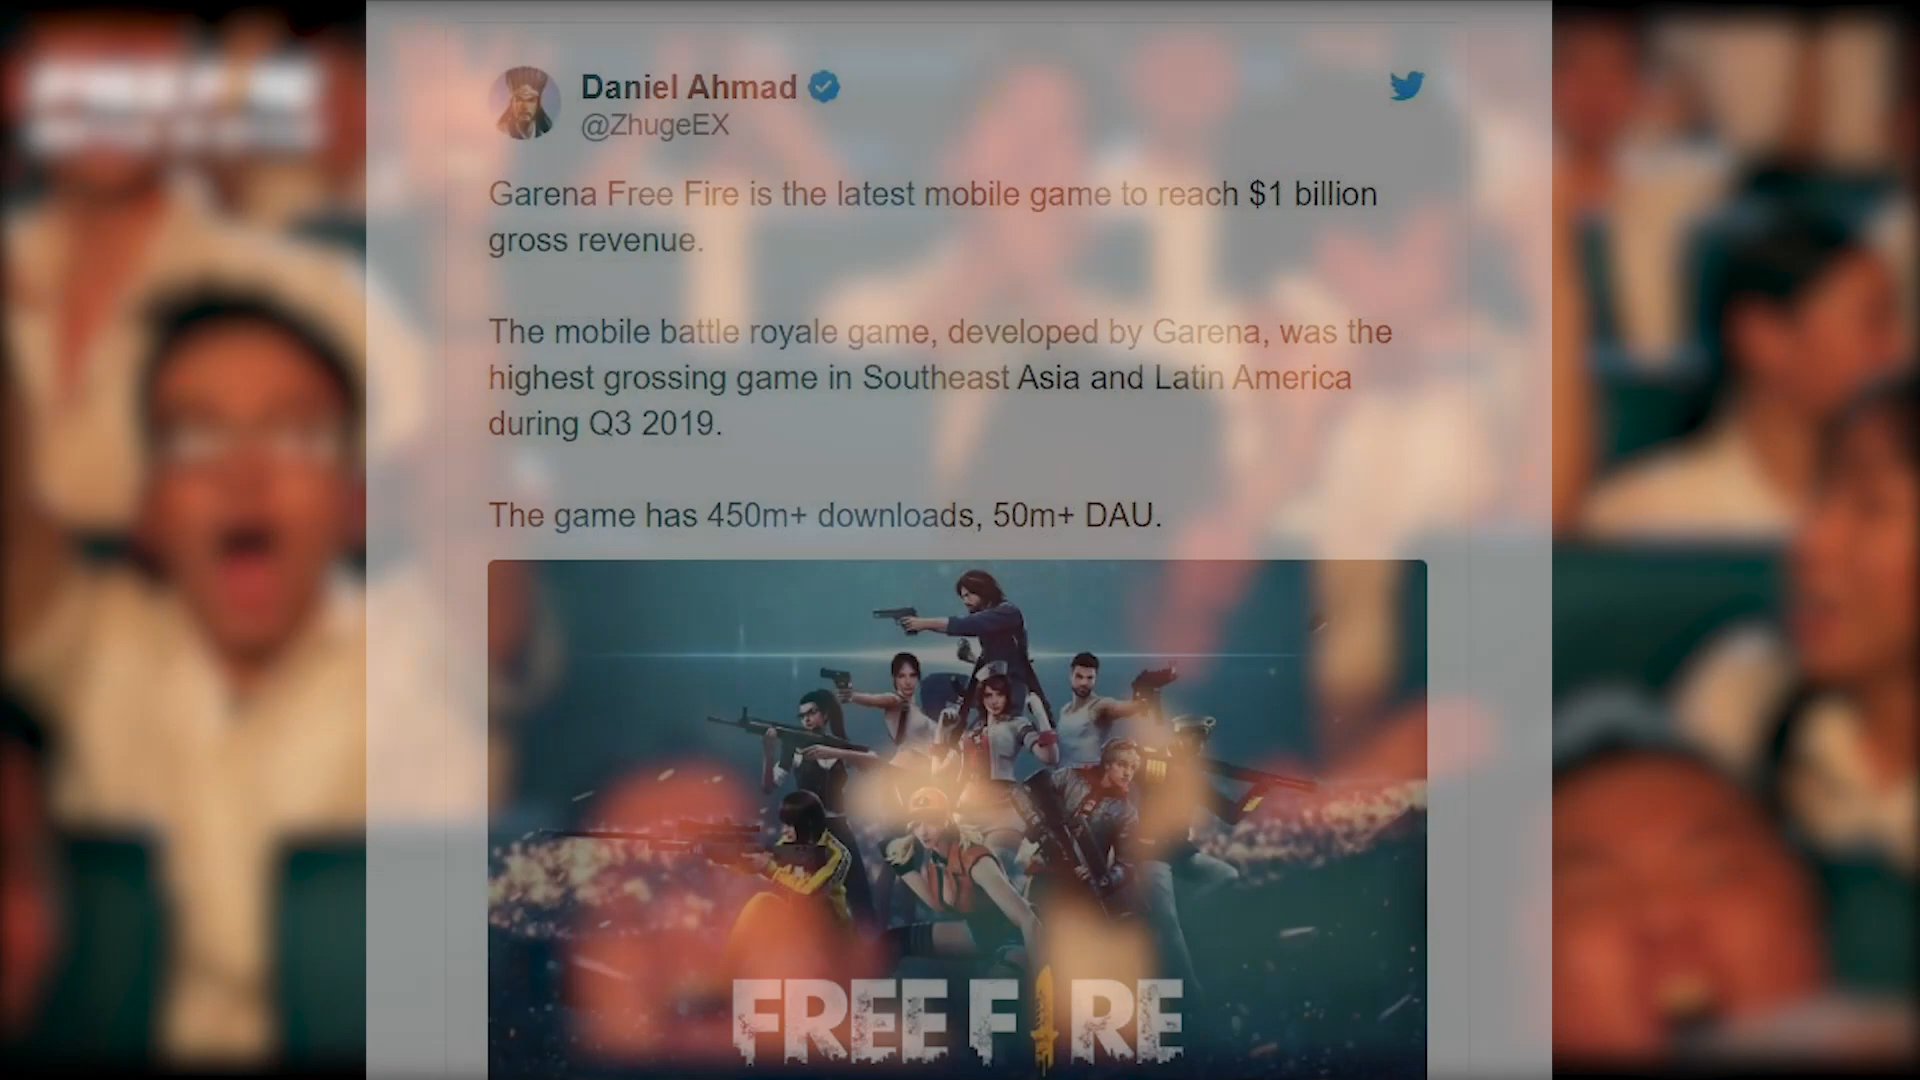 Daniel Ahmad
@ZhugeEX
Garena Free Fire is the latest mobile game to reach $1 billion
gross revenue.
The mobile battle royale game, developed by Garena, was the
highest grossing game in Southeast Asia and Latin America
during Q3 2019.
The game has 450m+ downloads, 50m+ DAU.
FREE FIRE